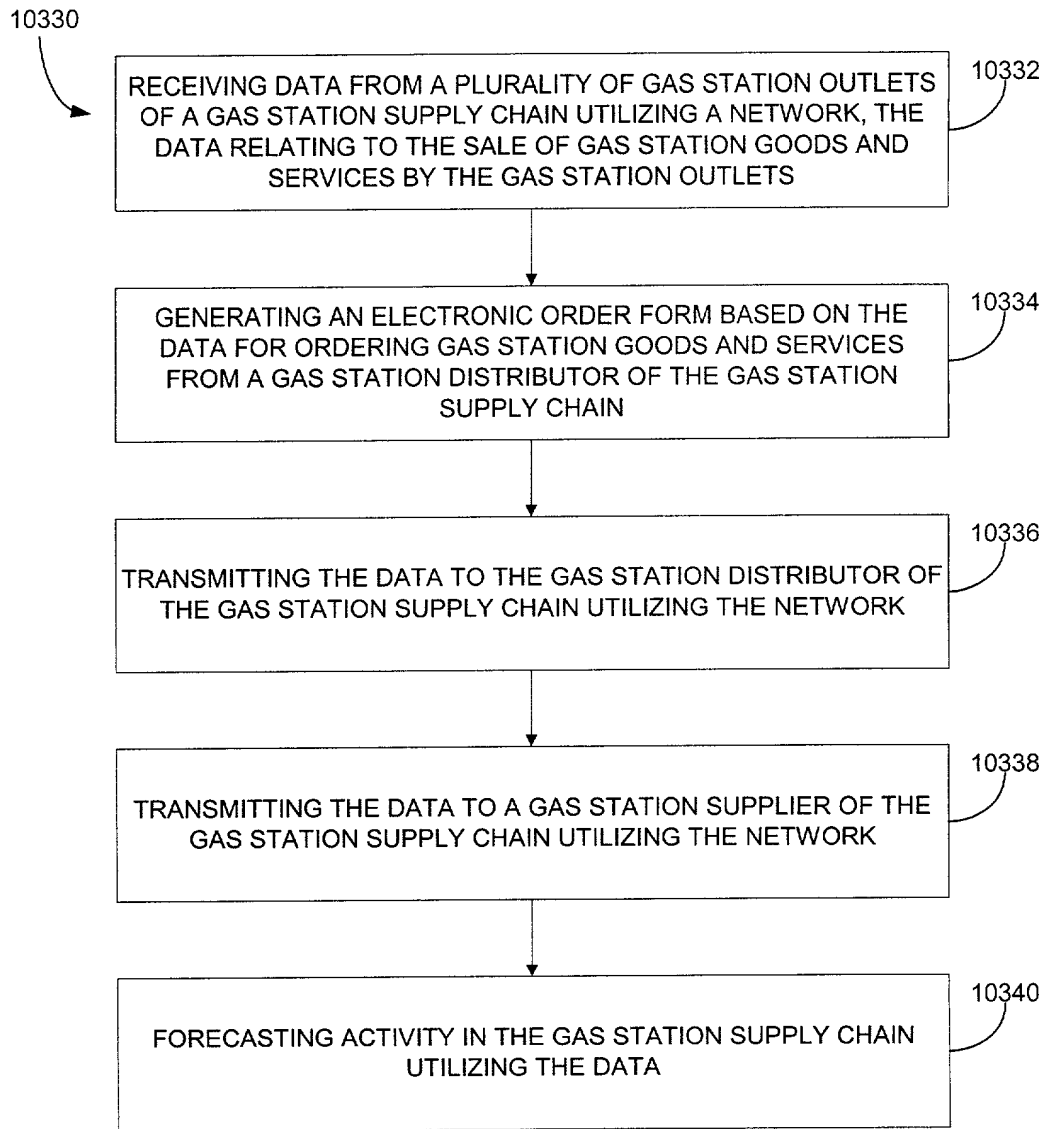 10330
RECEIVING DATA FROM A PLURALITY OF GAS STATION OUTLETS
OF A GAS STATION SUPPLY CHAIN UTILIZING A NETWORK, THE
DATA RELATING TO THE SALE OF GAS STATION GOODS AND
SERVICES BY THE GAS STATION OUTLETS
10332
GENERATING AN ELECTRONIC ORDER FORM BASED ON THE
DATA FOR ORDERING GAS STATION GOODS AND SERVICES
FROM A GAS STATION DISTRIBUTOR OF THE GAS STATION
SUPPLY CHAIN
10334
TRANSMITTING THE DATA TO THE GAS STATION DISTRIBUTOR OF
THE GAS STATION SUPPLY CHAIN UTILIZING THE NETWORK
10336
TRANSMITTING THE DATA TO A GAS STATION SUPPLIER OF THE
GAS STATION SUPPLY CHAIN UTILIZING THE NETWORK
10338
FORECASTING ACTIVITY IN THE GAS STATION SUPPLY CHAIN
UTILIZING THE DATA
10340